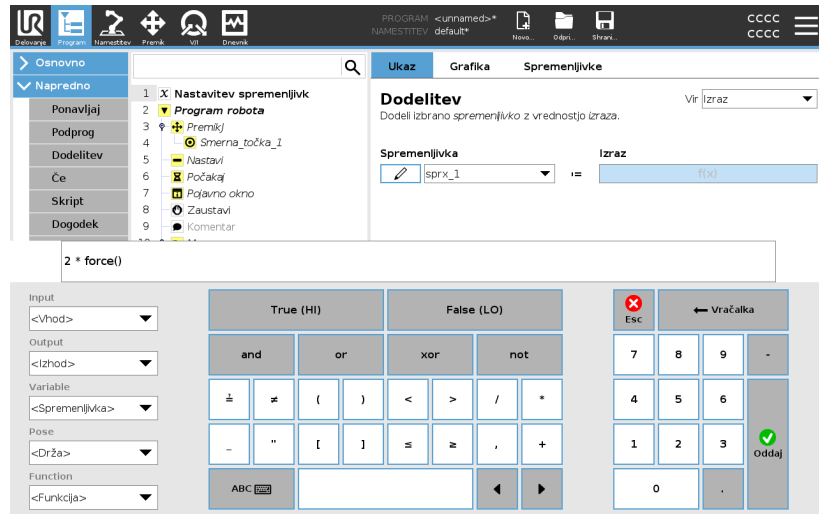 PROGRAM <unnamed>*
NAMESTITEV default*
Delovanje Program Namestitev Premik V/I Dnevnik Novo... Odpri... Shrani...
CCCC
CCCC
Osnovno
Napredno
Ponavljaj
Podprog
Dodelitev
Če
Skript
Dogodek
1 X Nastavitev spremenljivk
2 Program robota
3 PremikJ
4 Smerna_točka_1
5 Nastavi
6 Počakaj
7 Pojavno okno
8 Zaustavi
9 Komentar
Ukaz Grafika Spremenljivke
Dodelitev
Vir Izraz
Dodeli izbrano spremenljivko z vrednostjo izraza.
Spremenljivka Izraz
sprx_1 := f(x)
2 * force()
Input
<Vhod>
Output
<Izhod>
Variable
<Spremenljivka>
Pose
<Drža>
Function
<Funkcija>
True (HI) False (LO)
and or xor not
≟ ≠ ( ) < > / *
_ " [ ] ≤ ≥ , +
ABC
Esc Vračalka
7 8 9 -
4 5 6
1 2 3 Oddaj
0 .